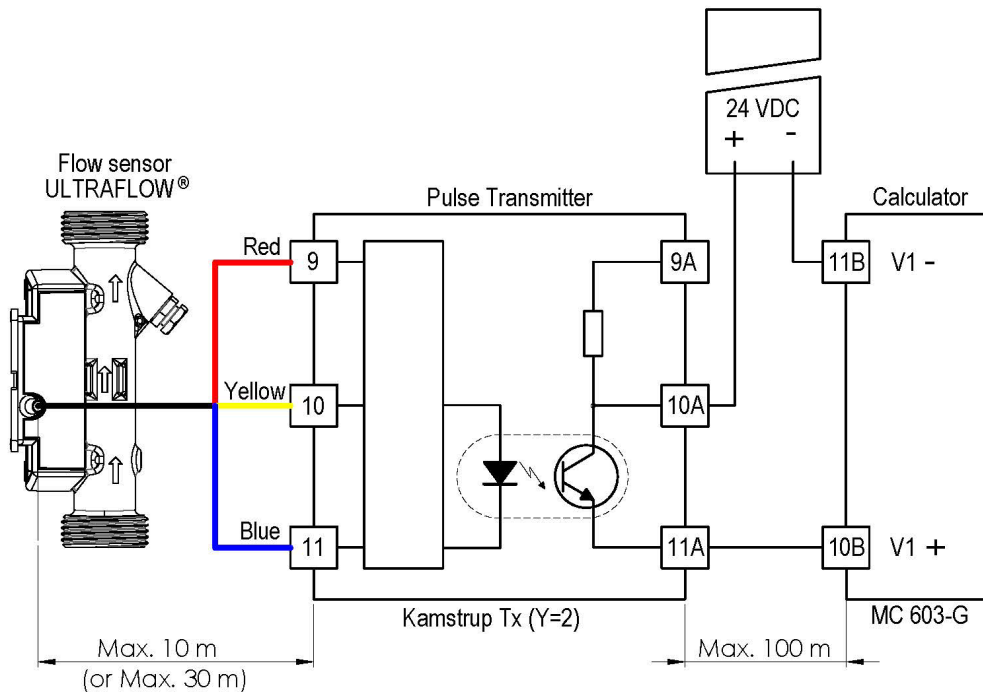 24 VDC
+ -
Flow sensor
ULTRAFLOW®
Pulse Transmitter
Calculator
Red
9
9A
11B
V1 -
Yellow
10
10A
Blue
11
11A
10B
V1 +
Kamstrup Tx (Y=2)
MC 603-G
Max. 10 m
(or Max. 30 m)
Max. 100 m